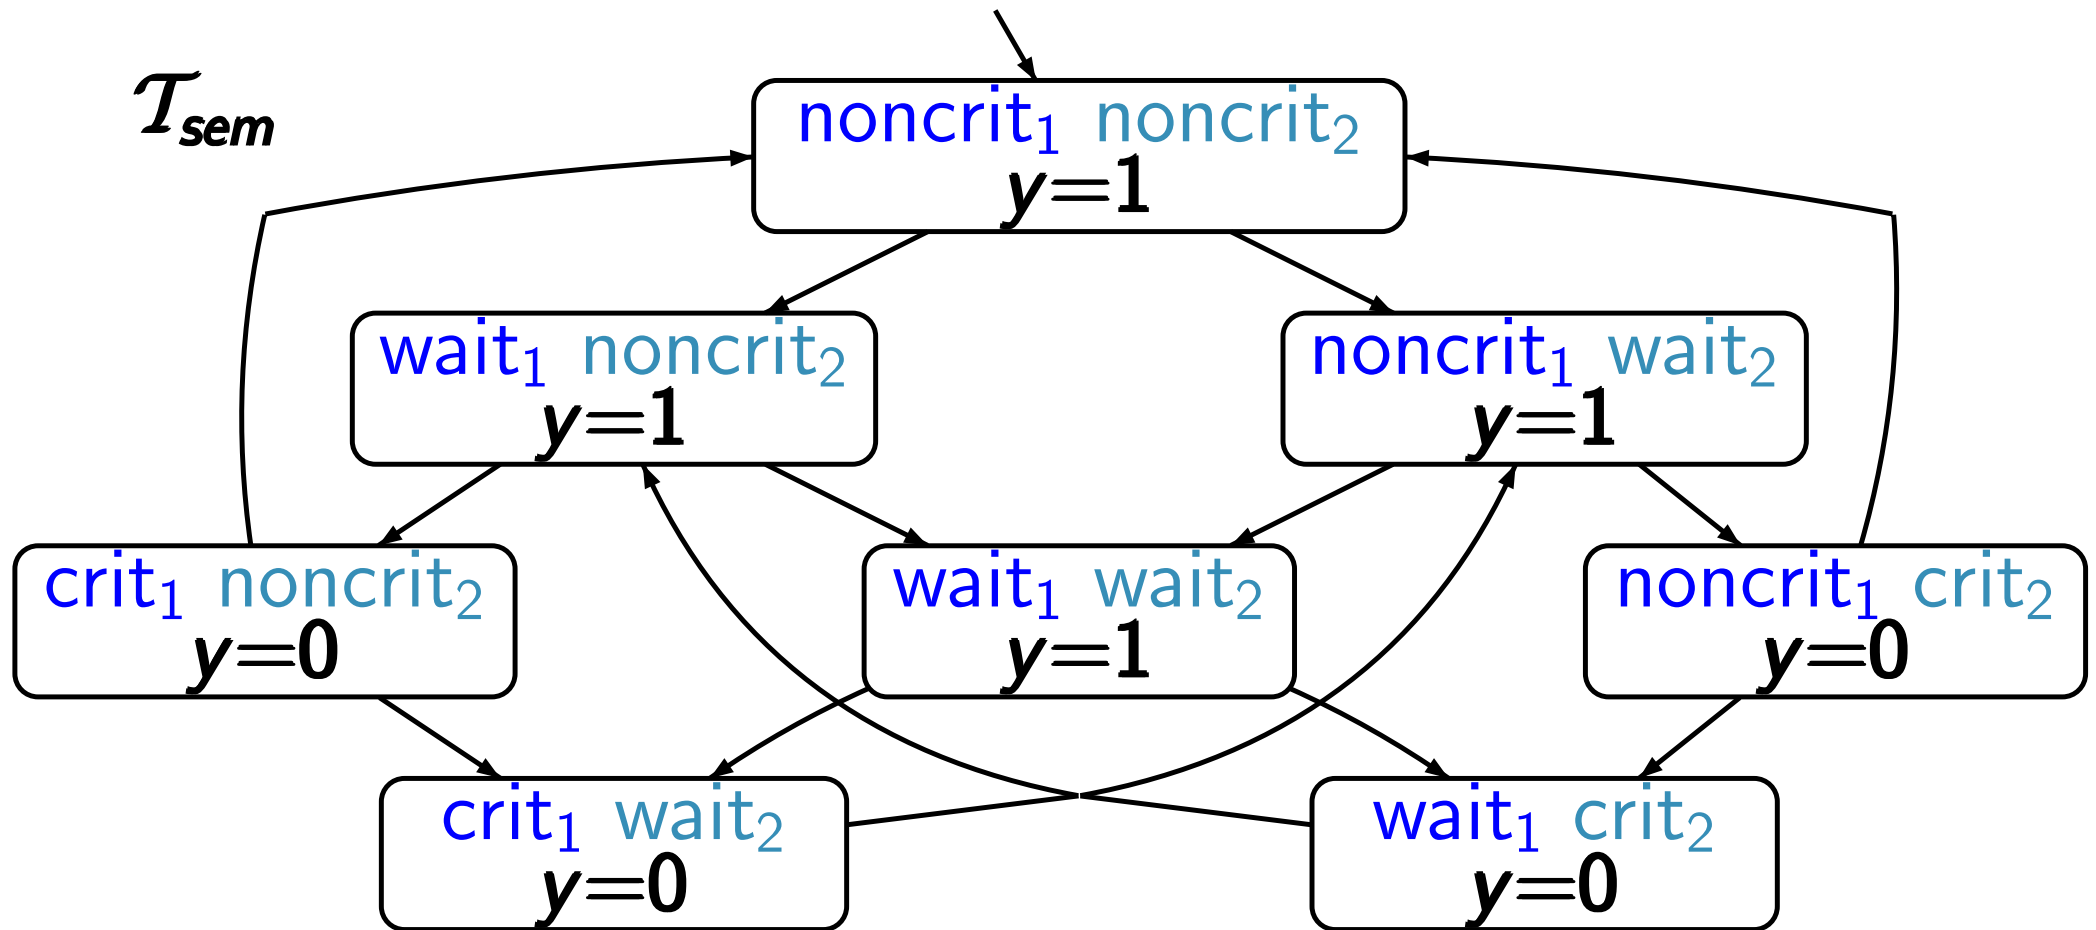 𝒯sem
noncrit₁ noncrit₂
y=1
wait₁ noncrit₂
y=1
noncrit₁ wait₂
y=1
crit₁ noncrit₂
y=0
wait₁ wait₂
y=1
noncrit₁ crit₂
y=0
crit₁ wait₂
y=0
wait₁ crit₂
y=0